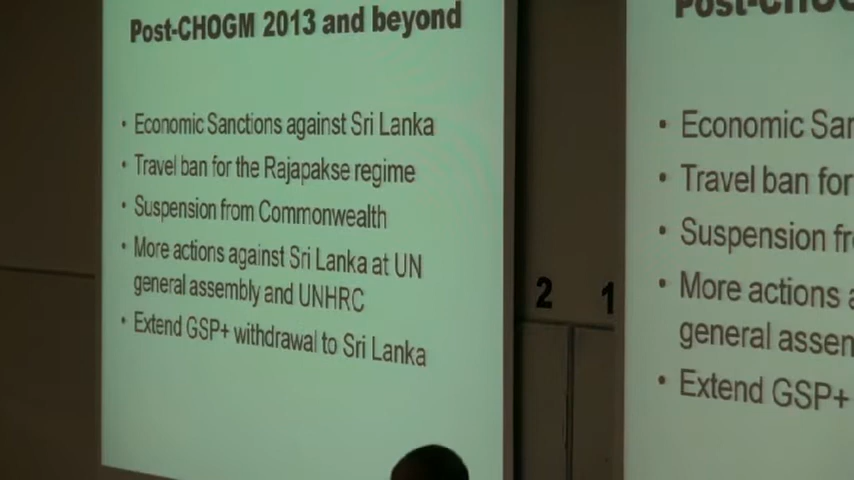 Post-CHOGM 2013 and beyond
• Economic Sanctions against Sri Lanka
• Travel ban for the Rajapakse regime
• Suspension from Commonwealth
• More actions against Sri Lanka at UN
general assembly and UNHRC
• Extend GSP+ withdrawal to Sri Lanka
2 1
Post-CHOG
• Economic San
• Travel ban for
• Suspension fr
• More actions a
general assem
• Extend GSP+